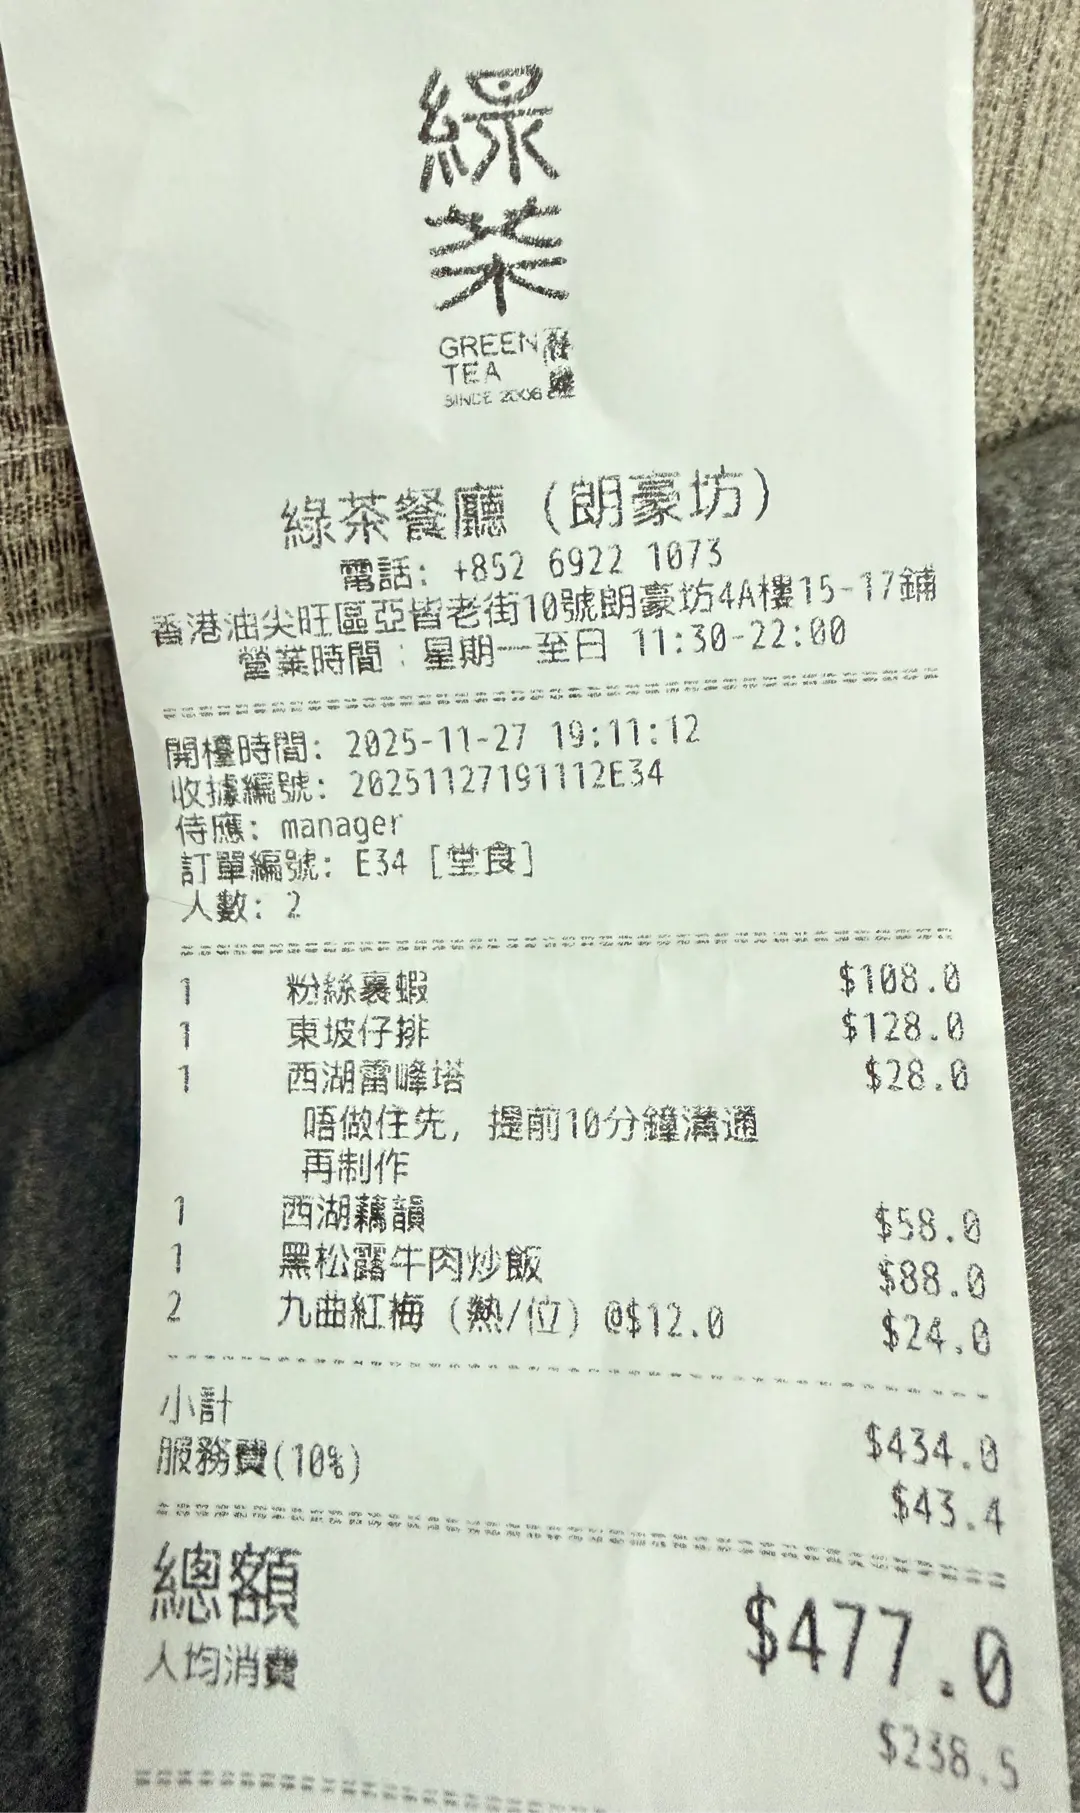 綠
茶
GREEN
TEA
SINCE 2008
綠茶餐廳 (朗豪坊)
電話: +852 6922 1073
香港油尖旺區亞皆老街10號朗豪坊4A樓15-17鋪
營業時間:星期一至日 11:30-22:00
開檯時間: 2025-11-27 19:11:12
收據編號: 20251127191112E34
侍應: manager
訂單編號: E34 [堂食]
人數: 2
1 粉絲裹蝦 $108.0
1 東坡仔排 $128.0
1 西湖雷峰塔 $28.0
唔做住先, 提前10分鐘溝通
再制作
1 西湖藕韻 $58.0
1 黑松露牛肉炒飯 $88.0
2 九曲紅梅 (熱/位) @$12.0 $24.0
小計 $434.0
服務費(10%) $43.4
總額 $477.0
人均消費 $238.5